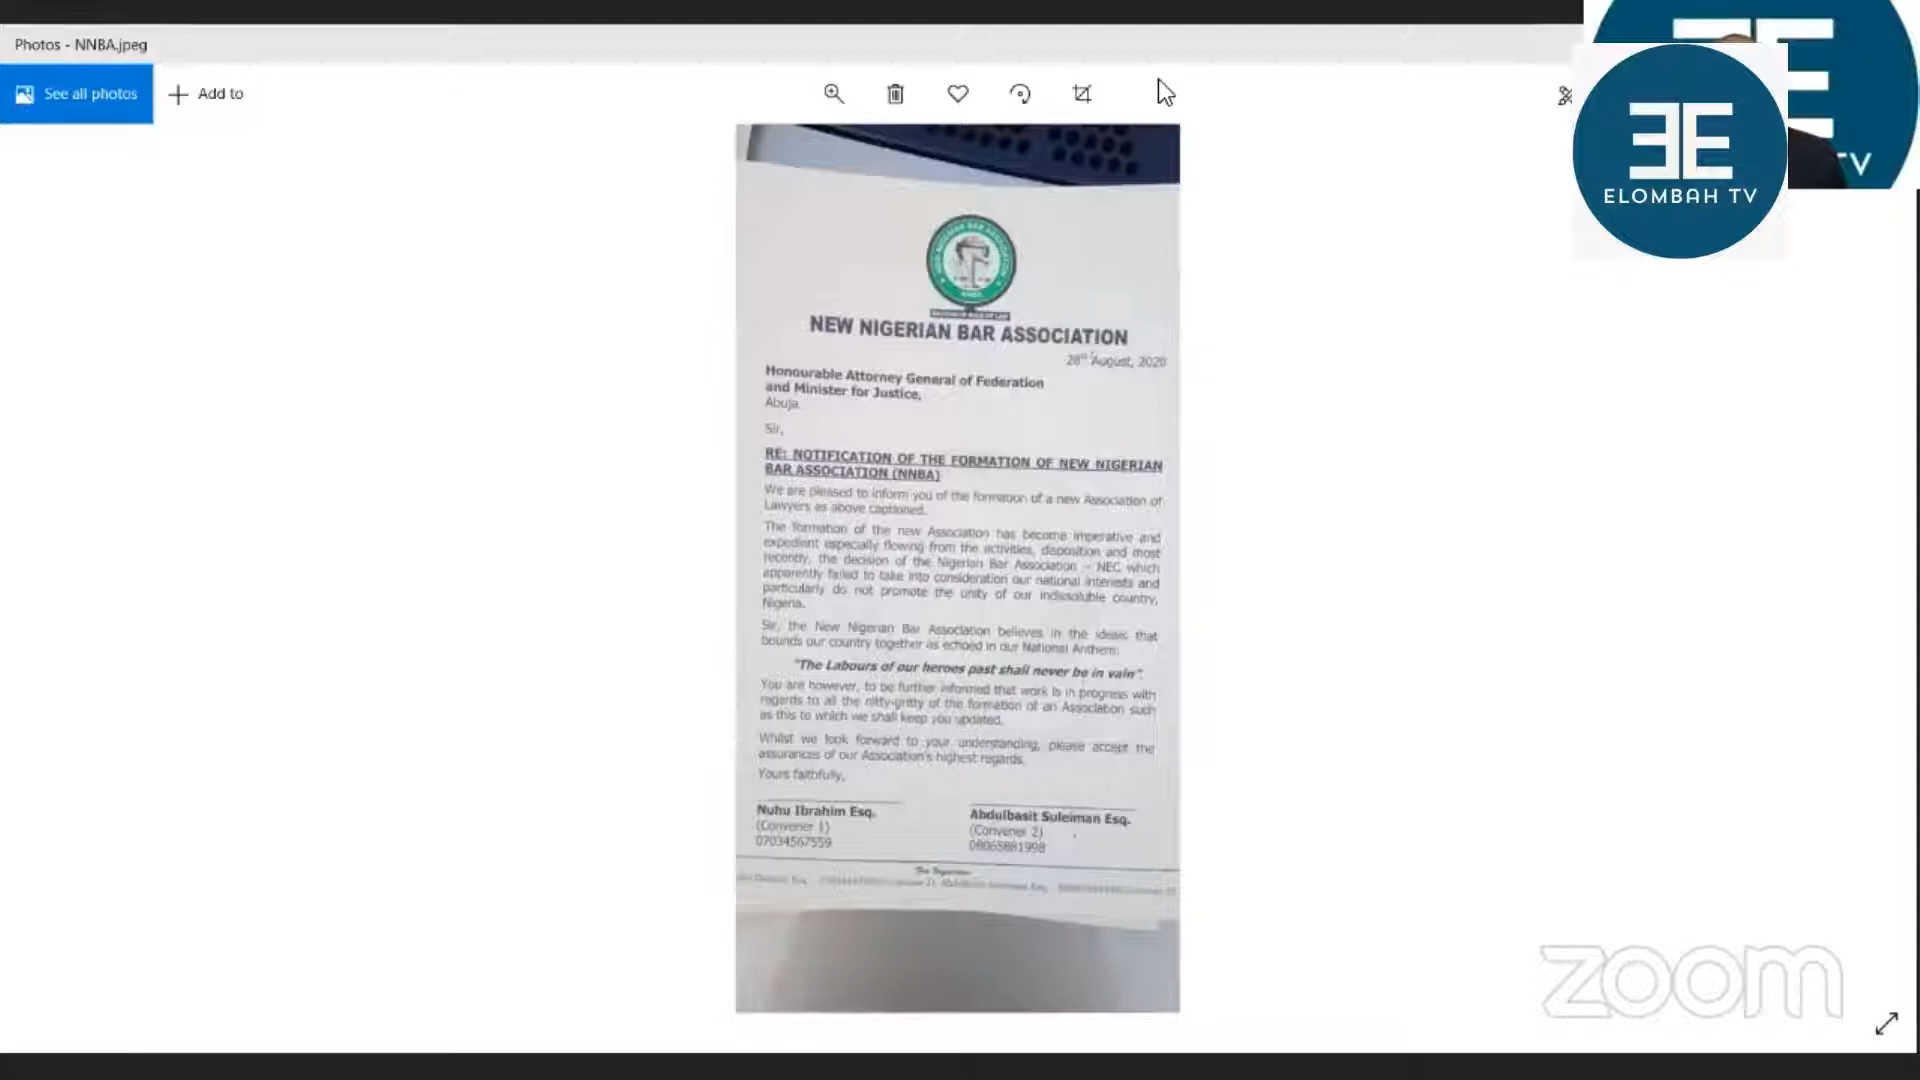 Photos - NNBA.jpeg
See all photos
Add to
ELOMBAH TV
TV
NEW NIGERIAN BAR ASSOCIATION
28th August, 2020
Honourable Attorney General of Federation
and Minister for Justice,
Abuja.
Sir,
RE: NOTIFICATION OF THE FORMATION OF NEW NIGERIAN
BAR ASSOCIATION (NNBA)
We are pleased to inform you of the formation of a new Association of
Lawyers as above captioned.
The formation of the new Association has become imperative and
expedient especially flowing from the activities, disposition and most
recently, the decision of the Nigerian Bar Association - NEC which
apparently failed to take into consideration our national interests and
particularly do not promote the unity of our indissoluble country,
Nigeria.
Sir, the New Nigerian Bar Association believes in the ideals that
bounds our country together as echoed in our National Anthem:
"The Labours of our heroes past shall never be in vain".
You are however, to be further informed that work is in progress with
regards to all the nitty-gritty of the formation of an Association such
as this to which we shall keep you updated.
Whilst we look forward to your understanding, please accept the
assurances of our Association's highest regards.
Yours faithfully,
Nuhu Ibrahim Esq.
(Convener 1)
07034567559
Abdulbasit Suleiman Esq.
(Convener 2)
08065881998
zoom